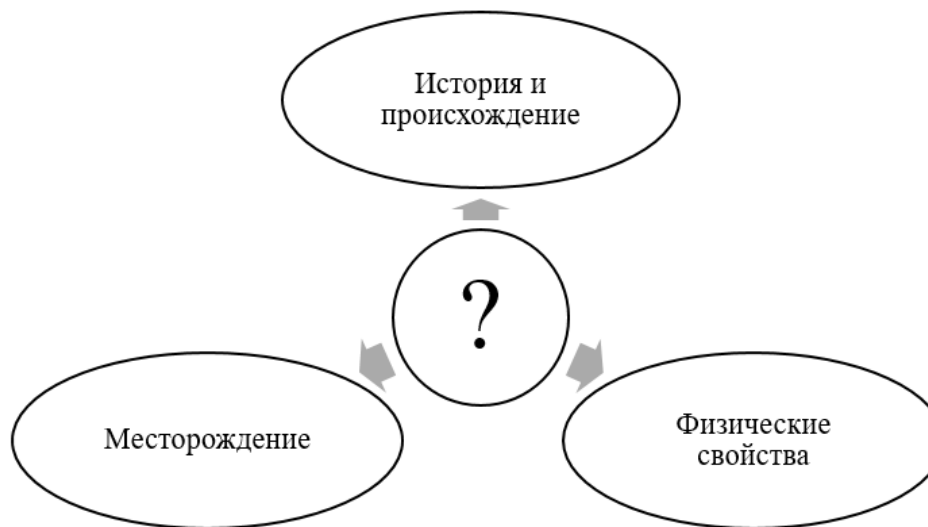 История и
происхождение
?
Месторождение
Физические
свойства